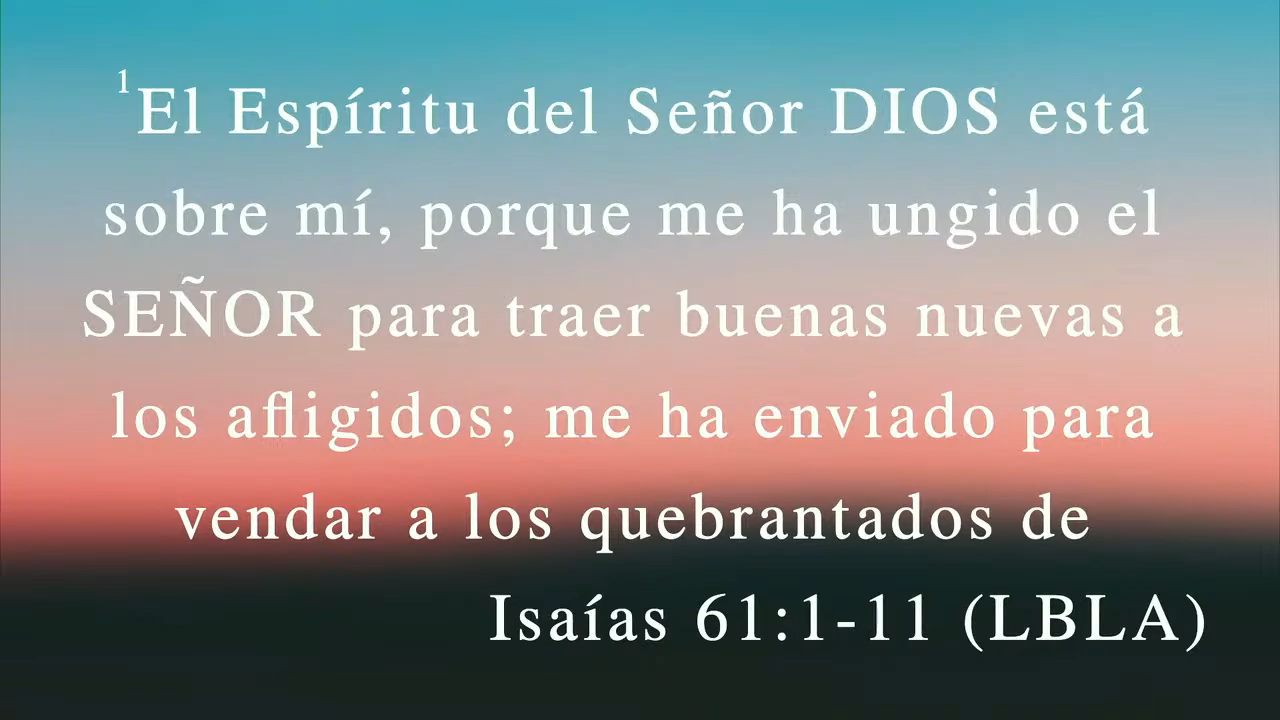 ¹El Espíritu del Señor DIOS está
sobre mí, porque me ha ungido el
SEÑOR para traer buenas nuevas a
los afligidos; me ha enviado para
vendar a los quebrantados de
Isaías 61:1-11 (LBLA)